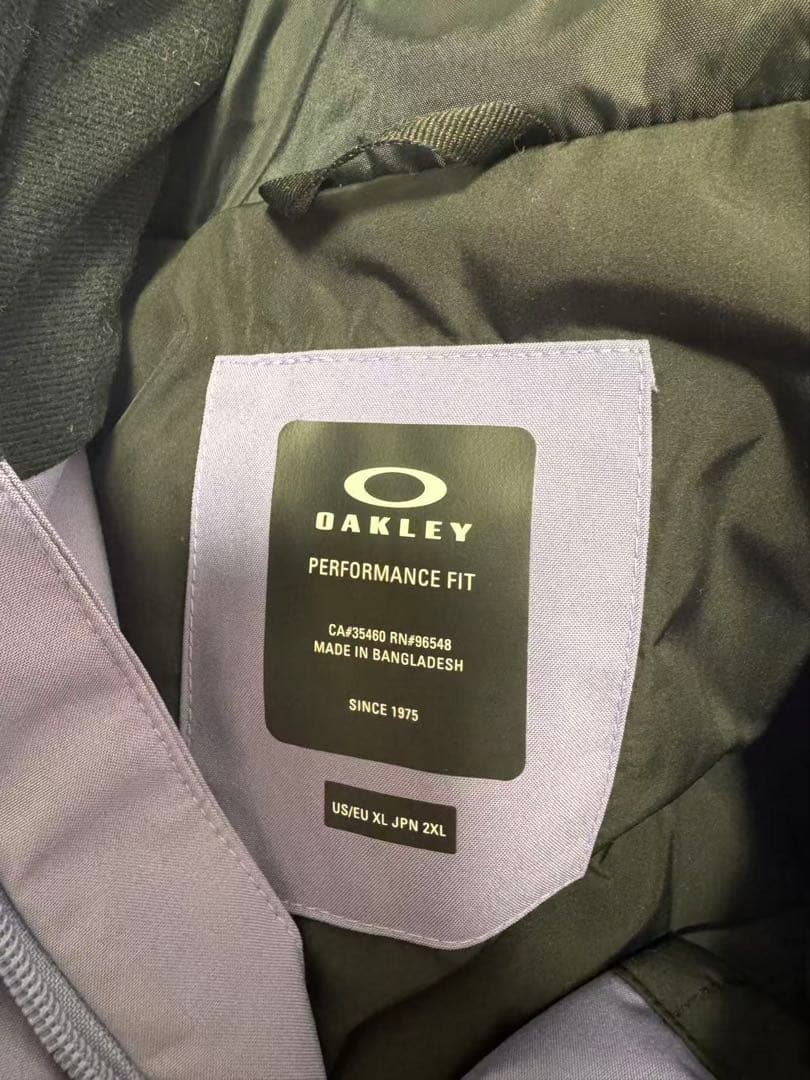 OAKLEY
PERFORMANCE FIT
CA#35460 RN#96548
MADE IN BANGLADESH
SINCE 1975
US/EU XL JPN 2XL